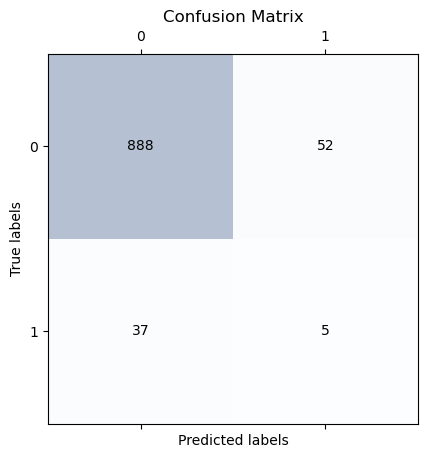 Confusion Matrix
0 1
0 888 52
1 37 5
True labels
Predicted labels